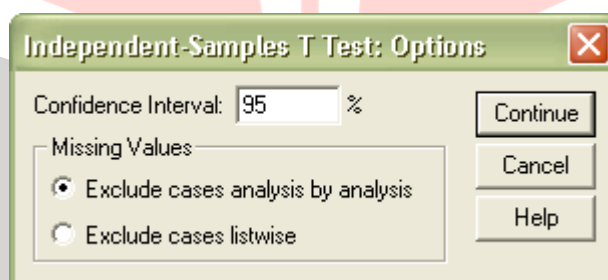 Independent-Samples T Test: Options
Confidence Interval: 95 %
Continue
Missing Values
Cancel
Exclude cases analysis by analysis
Help
Exclude cases listwise